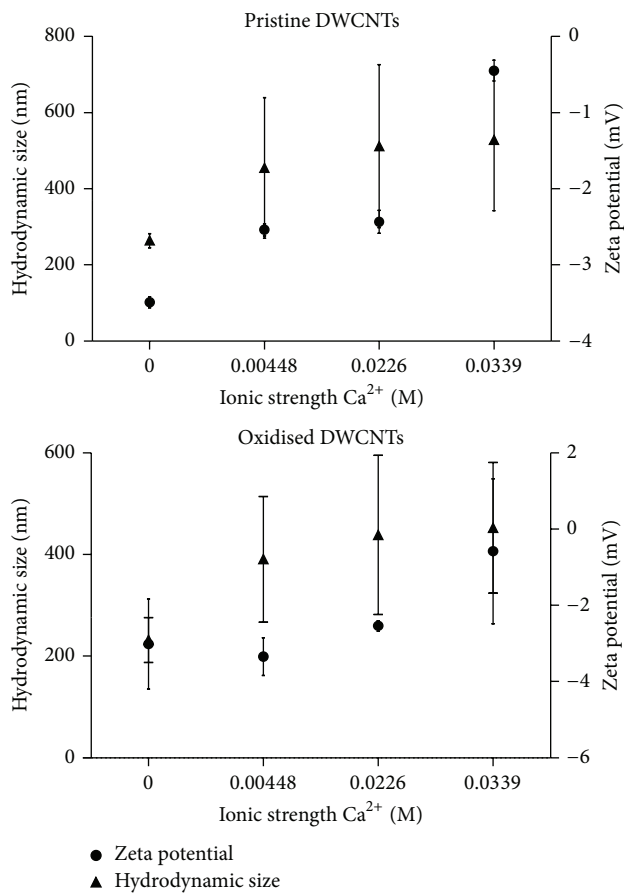 Pristine DWCNTs
800
600
400
200
0
Hydrodynamic size (nm)
0
−1
−2
−3
−4
Zeta potential (mV)
0 0.00448 0.0226 0.0339
Ionic strength Ca²⁺ (M)
Oxidised DWCNTs
600
400
200
0
Hydrodynamic size (nm)
2
0
−2
−4
−6
Zeta potential (mV)
0 0.00448 0.0226 0.0339
Ionic strength Ca²⁺ (M)
Zeta potential
Hydrodynamic size